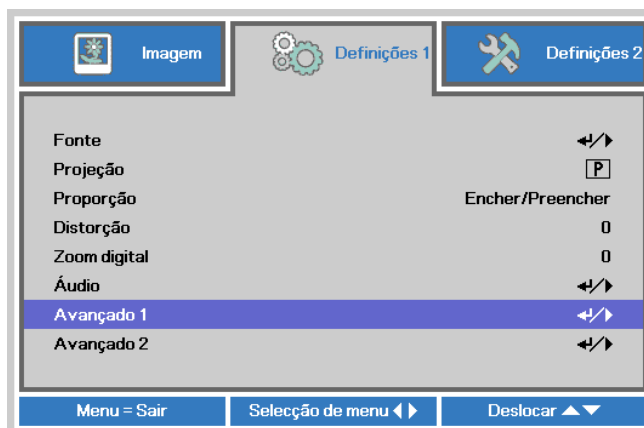 Imagem Definições 1 Definições 2
Fonte
Projeção P
Proporção Encher/Preencher
Distorção 0
Zoom digital 0
Áudio
Avançado 1
Avançado 2
Menu = Sair Selecção de menu Deslocar